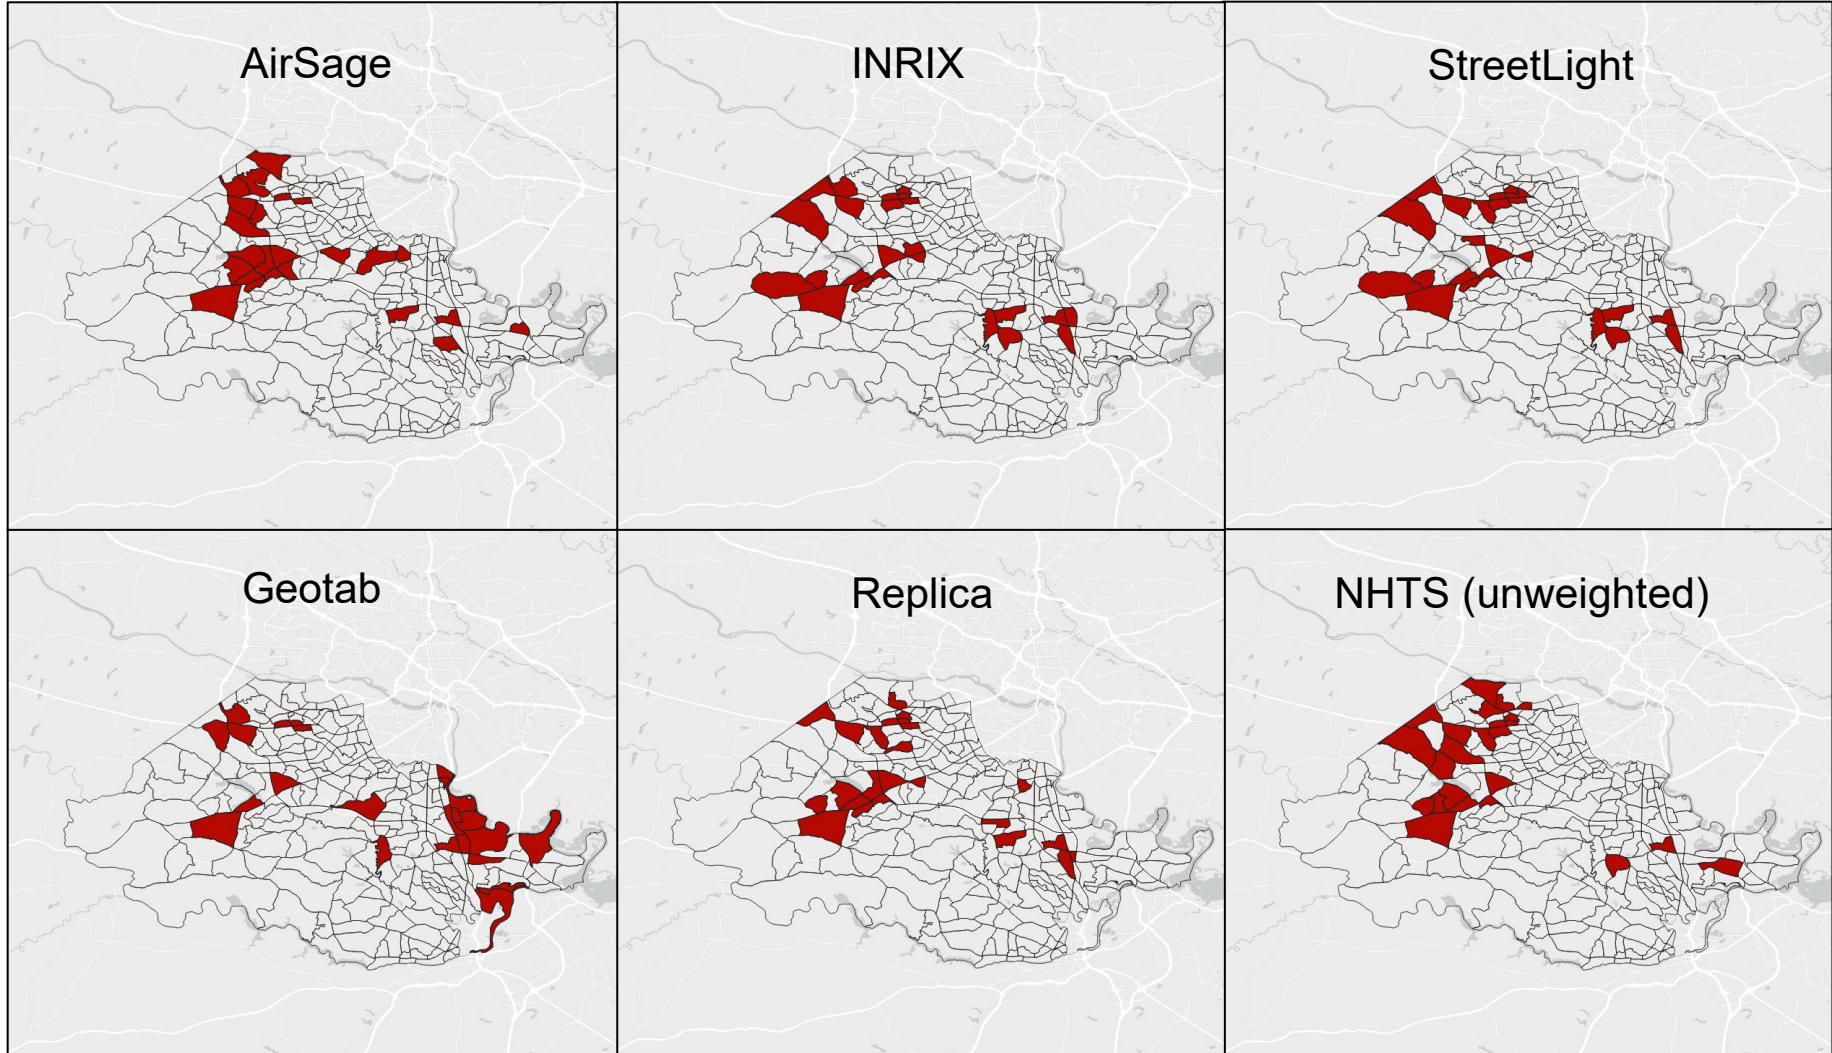 AirSage
INRIX
StreetLight
Geotab
Replica
NHTS (unweighted)